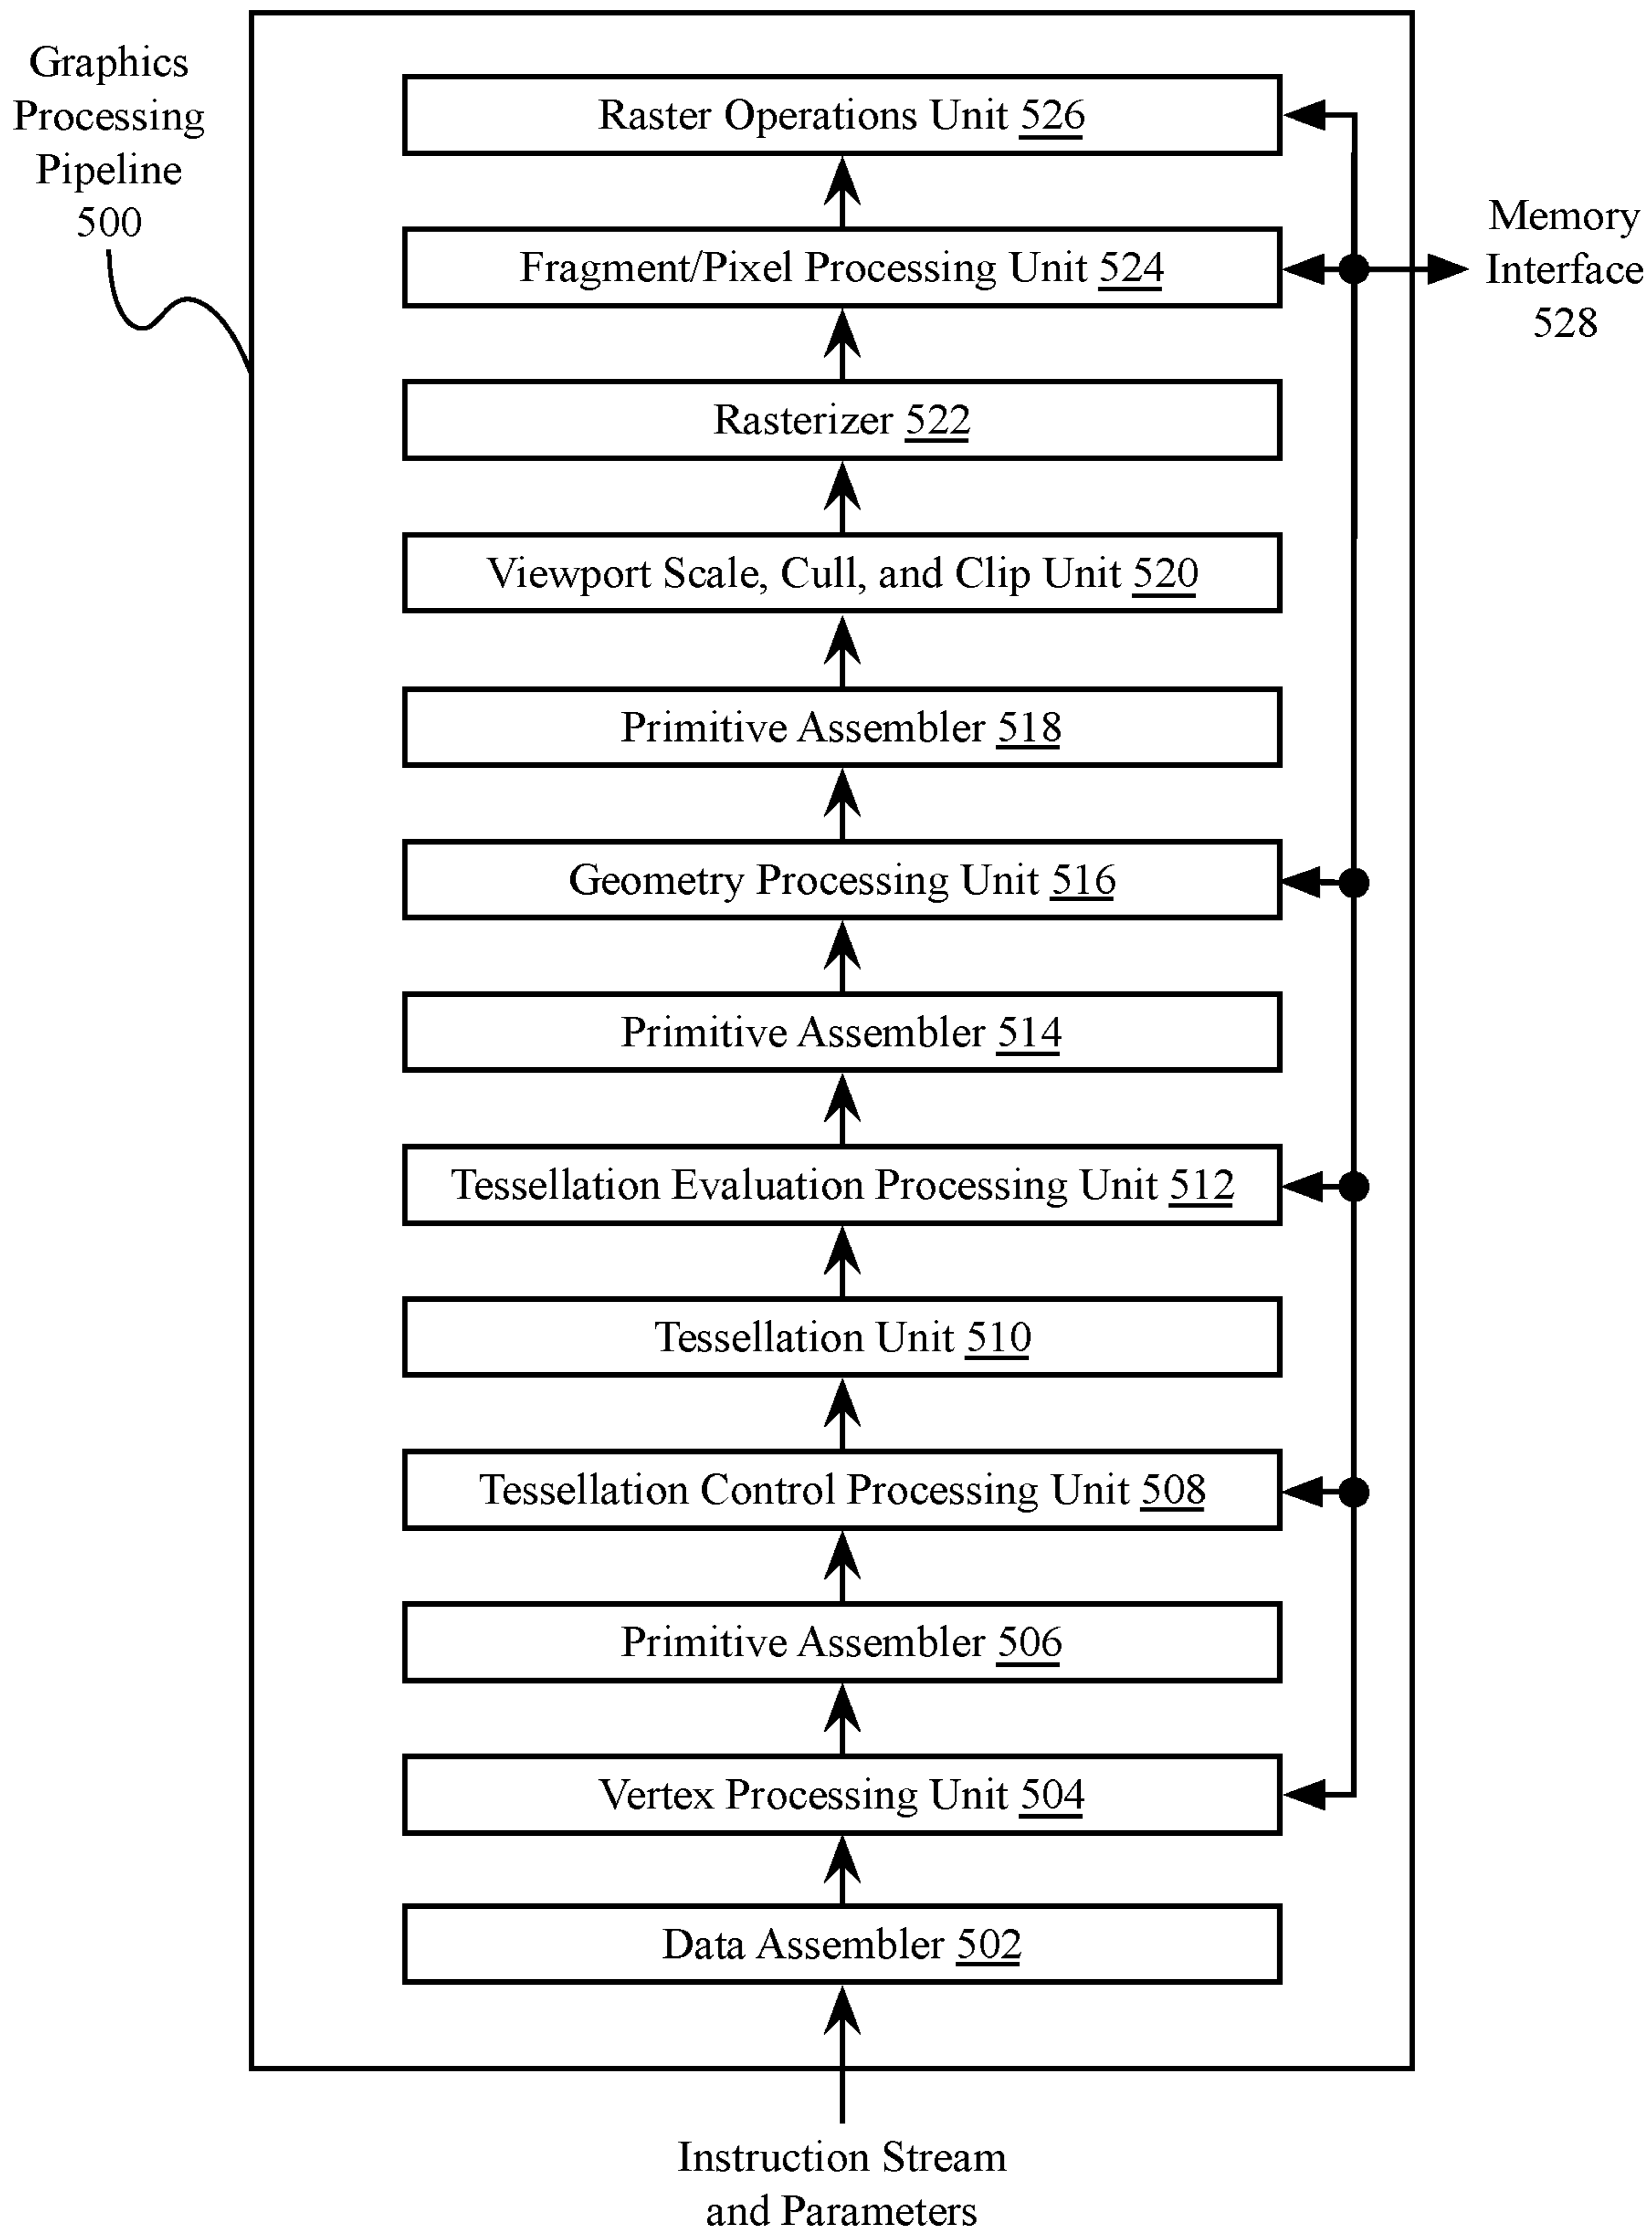 Graphics
Processing
Pipeline
500
Raster Operations Unit 526
Fragment/Pixel Processing Unit 524
Memory
Interface
528
Rasterizer 522
Viewport Scale, Cull, and Clip Unit 520
Primitive Assembler 518
Geometry Processing Unit 516
Primitive Assembler 514
Tessellation Evaluation Processing Unit 512
Tessellation Unit 510
Tessellation Control Processing Unit 508
Primitive Assembler 506
Vertex Processing Unit 504
Data Assembler 502
Instruction Stream
and Parameters